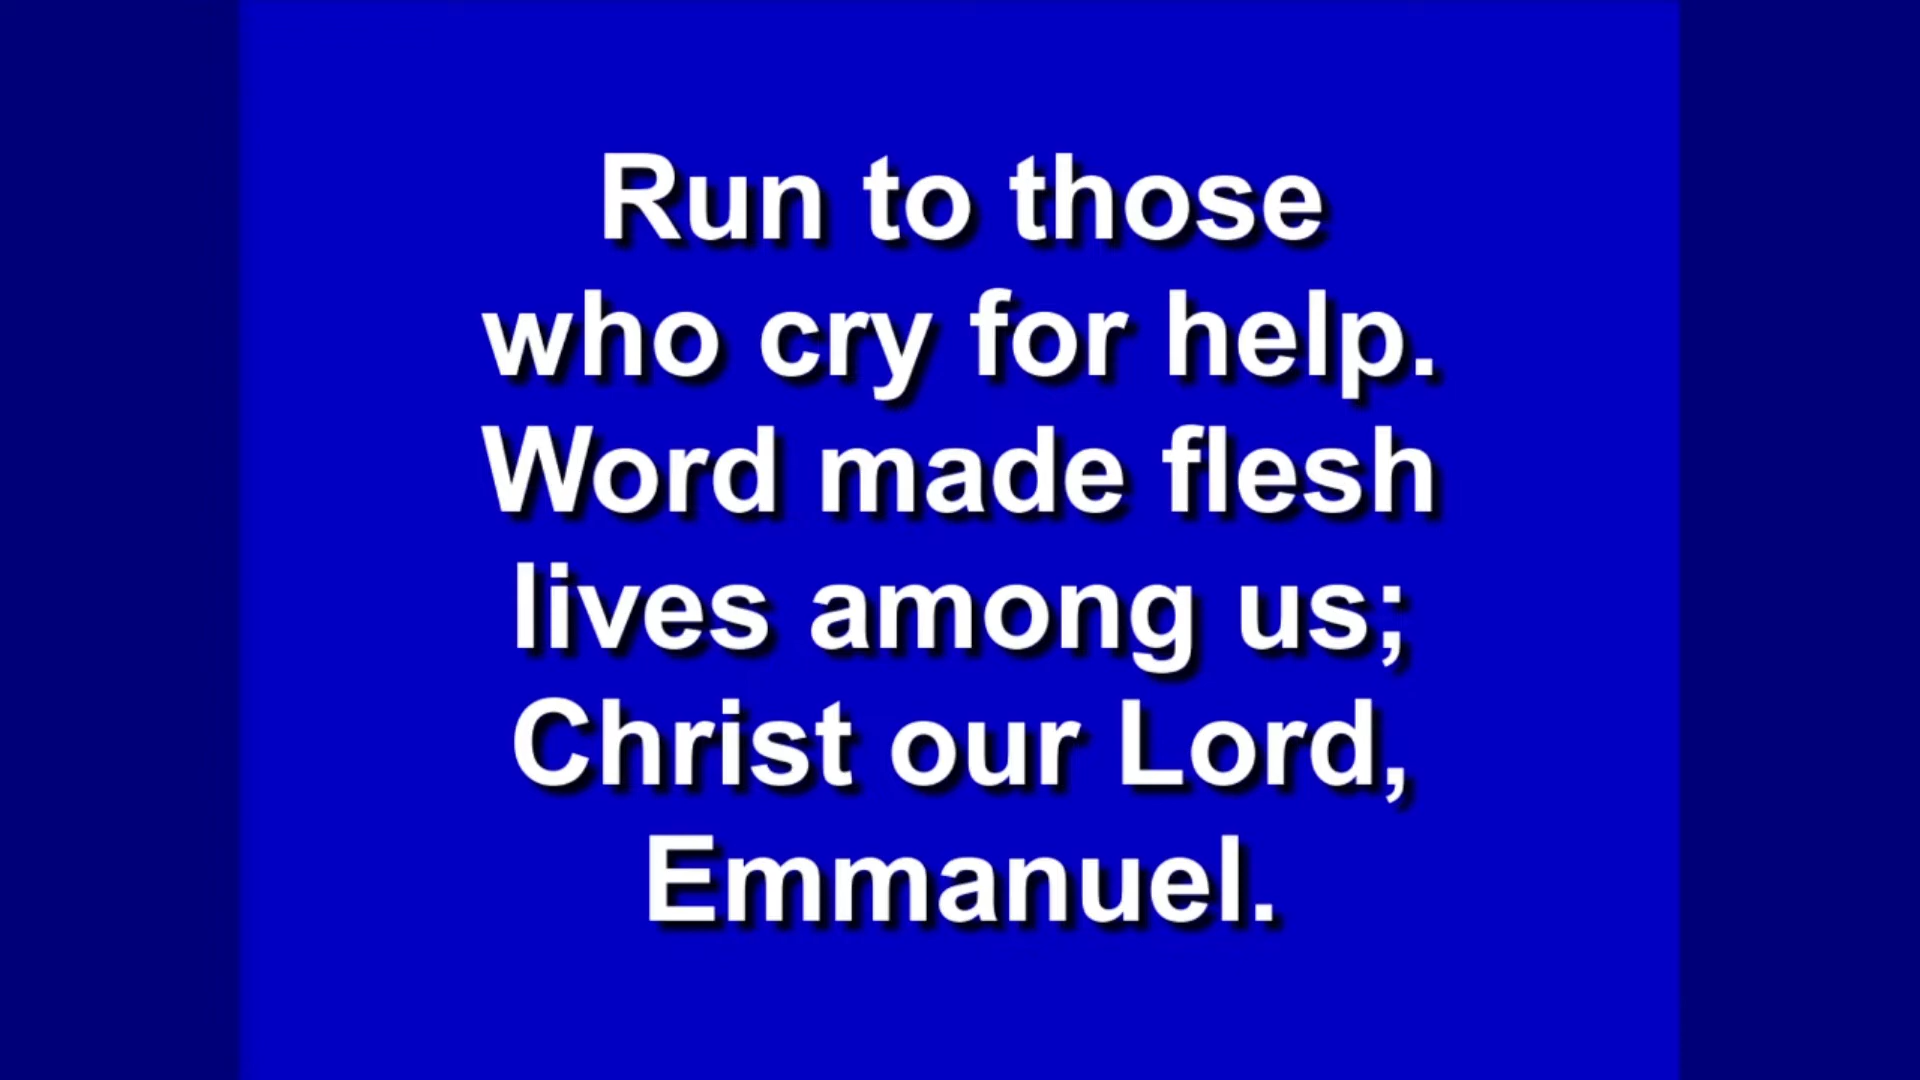 Run to those
who cry for help.
Word made flesh
lives among us;
Christ our Lord,
Emmanuel.